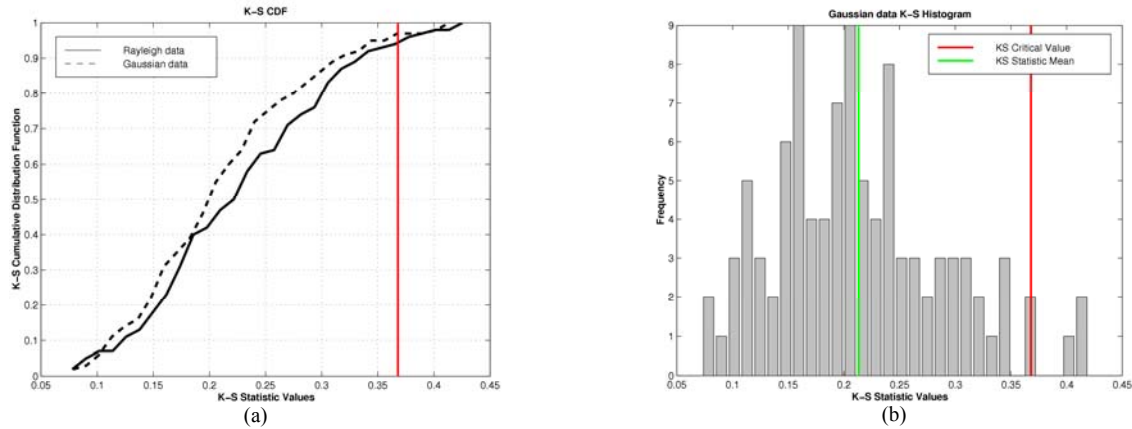 K-S CDF
1
0.9
0.8
0.7
0.6
0.5
0.4
0.3
0.2
0.1
0
K-S Cumulative Distribution Function
Rayleigh data
Gaussian data
0.05 0.1 0.15 0.2 0.25 0.3 0.35 0.4 0.45
K-S Statistic Values
(a)
Gaussian data K-S Histogram
9
8
7
6
5
4
3
2
1
0
Frequency
KS Critical Value
KS Statistic Mean
0.05 0.1 0.15 0.2 0.25 0.3 0.35 0.4 0.45
K-S Statistic Values
(b)